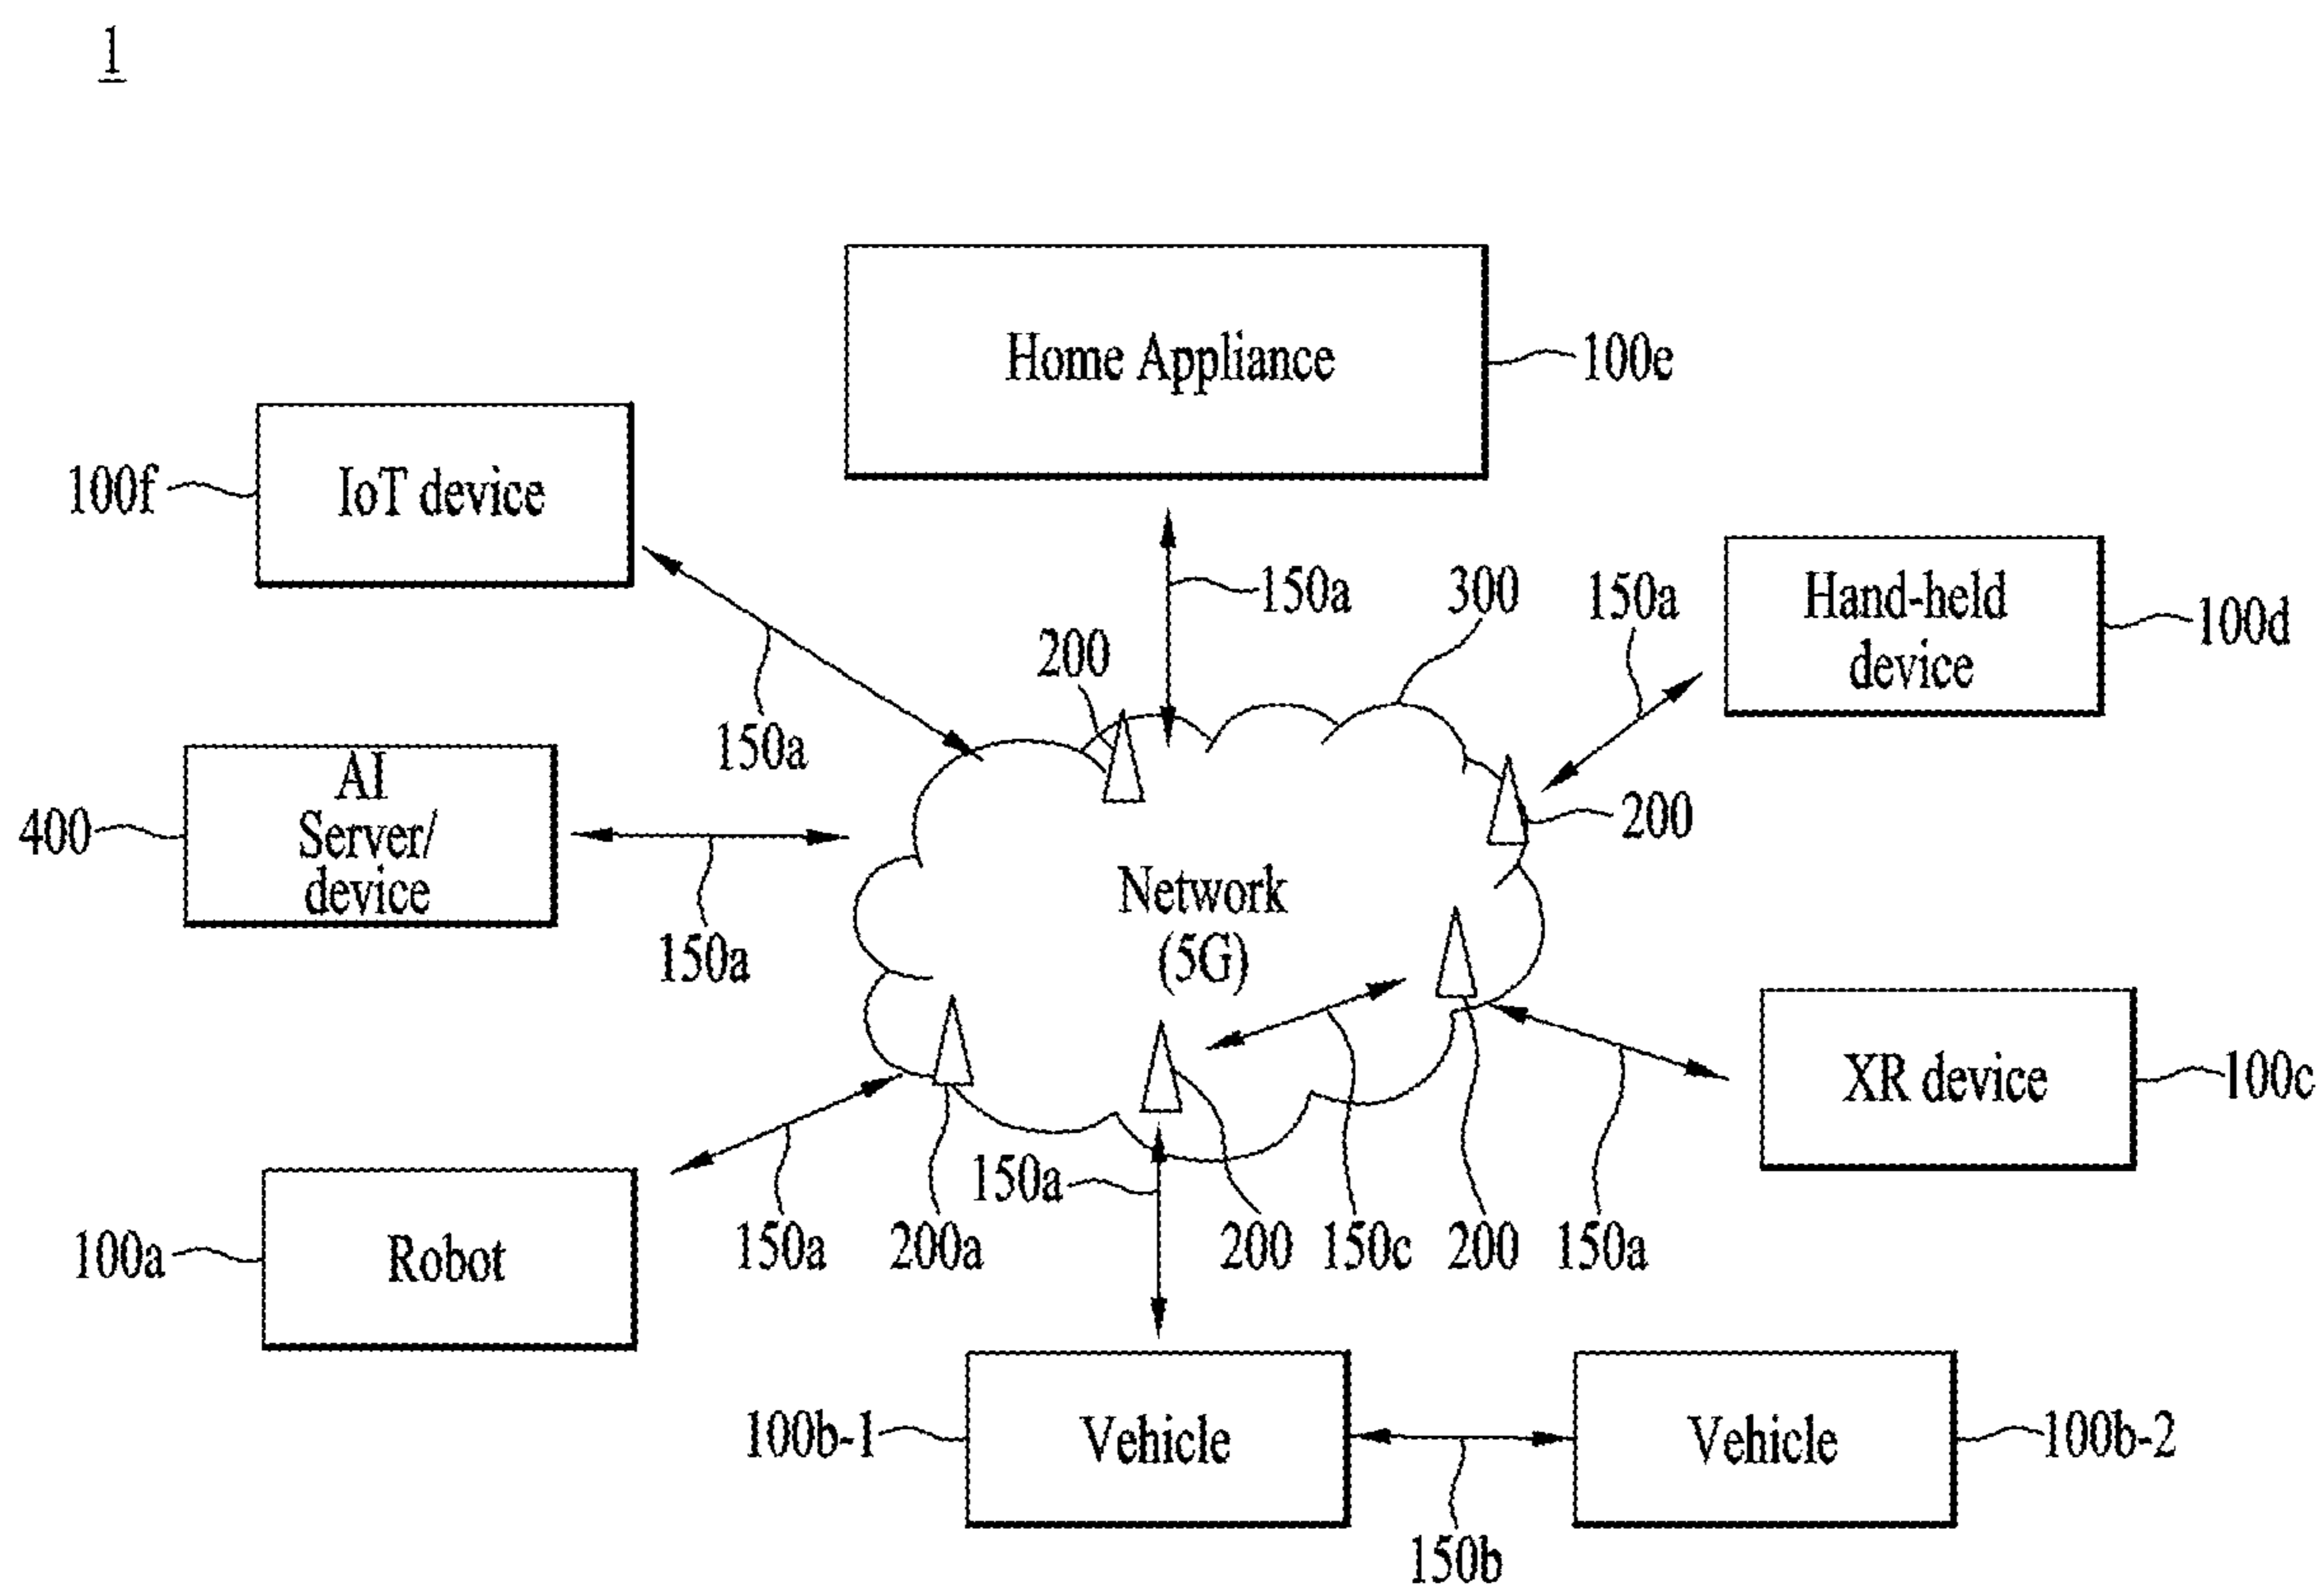 1
Home Appliance
100e
100f
IoT device
150a
300
150a
Hand-held
device
100d
200
150a
AI
Server/
device
400
200
150a
Network
(5G)
XR device
100c
150a
100a
Robot
150a
200a
200
150c
200
150a
100b-1
Vehicle
Vehicle
100b-2
150b